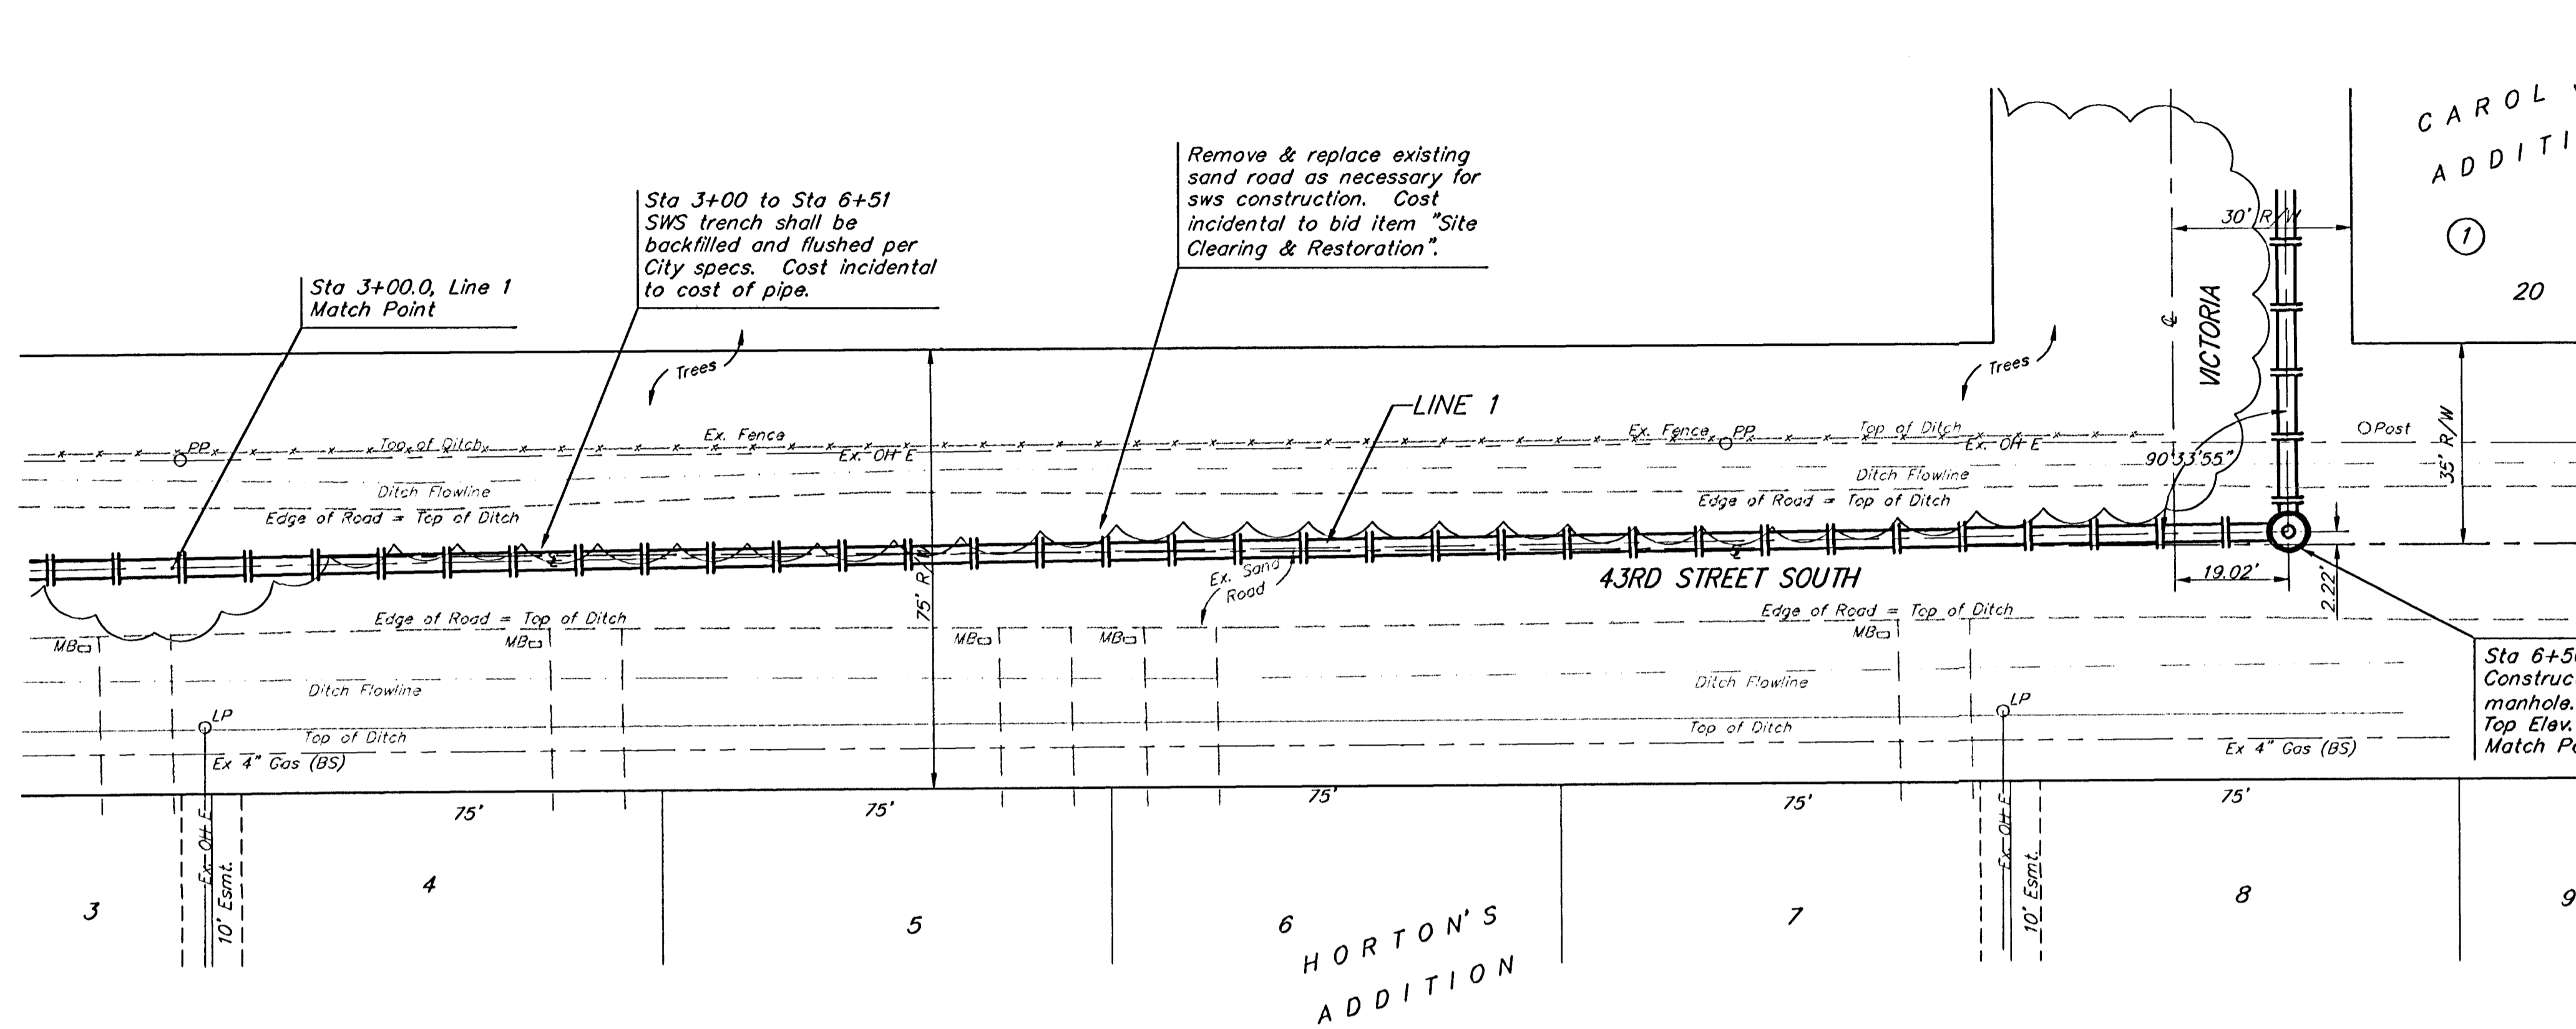 CAROL
ADDITI
1
20
Remove & replace existing
sand road as necessary for
sws construction. Cost
incidental to bid item "Site
Clearing & Restoration".
Sta 3+00 to Sta 6+51
SWS trench shall be
backfilled and flushed per
City specs. Cost incidental
to cost of pipe.
Sta 3+00.0, Line 1
Match Point
30' R/W
VICTORIA
Trees
Trees
LINE 1
35' R/W
PP
Top of Ditch
Ex. Fence
Ex. OH E
Ex. Fence
PP
Top of Ditch
Ex. OH E
Post
90°33'55"
Ditch Flowline
Ditch Flowline
Edge of Road = Top of Ditch
Edge of Road = Top of Ditch
75' R/W
Ex. Sand
Road
43RD STREET SOUTH
19.02'
2.22'
Edge of Road = Top of Ditch
Edge of Road = Top of Ditch
MB
MB
MB
MB
MB
Sta 6+5
Construc
manhole.
Top Elev.
Match P
Ditch Flowline
Ditch Flowline
LP
LP
Top of Ditch
Top of Ditch
Ex 4" Gas (BS)
Ex 4" Gas (BS)
75'
75'
75'
75'
75'
Ex. OH E
10' Esmt.
Ex. OH E
10' Esmt.
3
4
5
6
7
8
9
HORTON'S
ADDITION